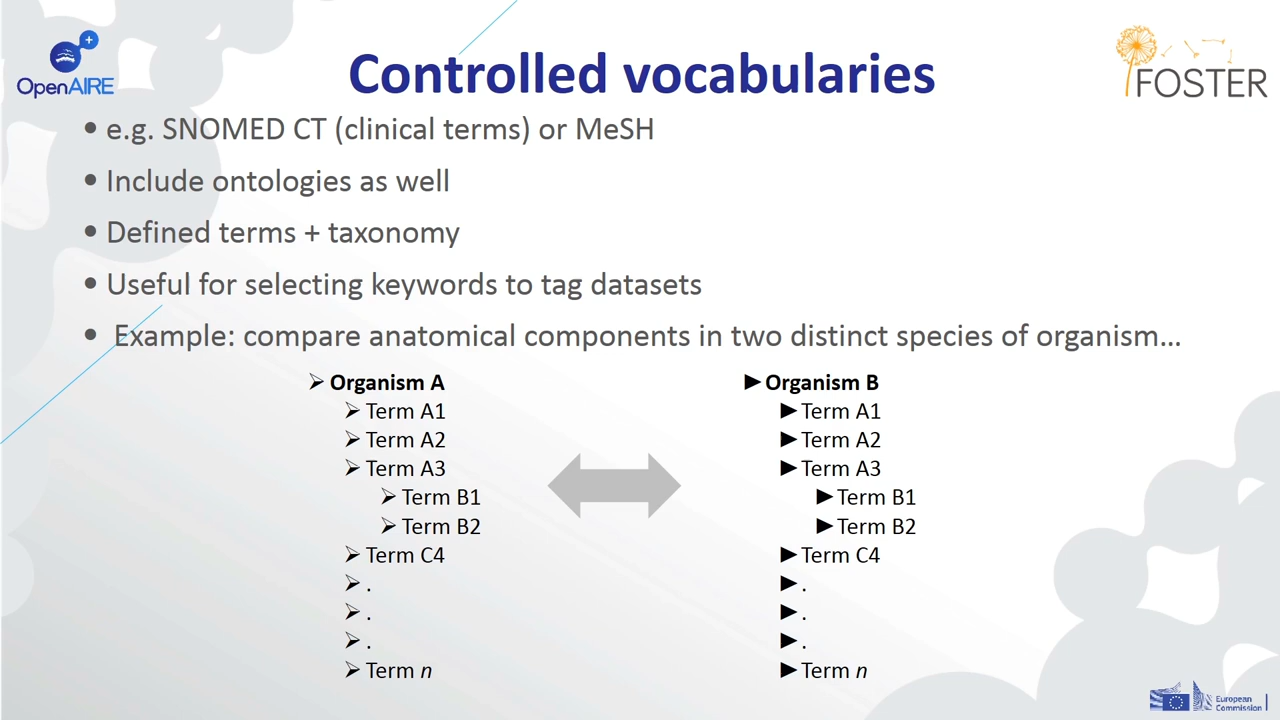 OpenAIRE
FOSTER
Controlled vocabularies
• e.g. SNOMED CT (clinical terms) or MeSH
• Include ontologies as well
• Defined terms + taxonomy
• Useful for selecting keywords to tag datasets
• Example: compare anatomical components in two distinct species of organism...
➢ Organism A
➢ Term A1
➢ Term A2
➢ Term A3
➢ Term B1
➢ Term B2
➢ Term C4
➢ .
➢ .
➢ .
➢ Term n
► Organism B
► Term A1
► Term A2
► Term A3
► Term B1
► Term B2
► Term C4
► .
► .
► .
► Term n
European
Commission